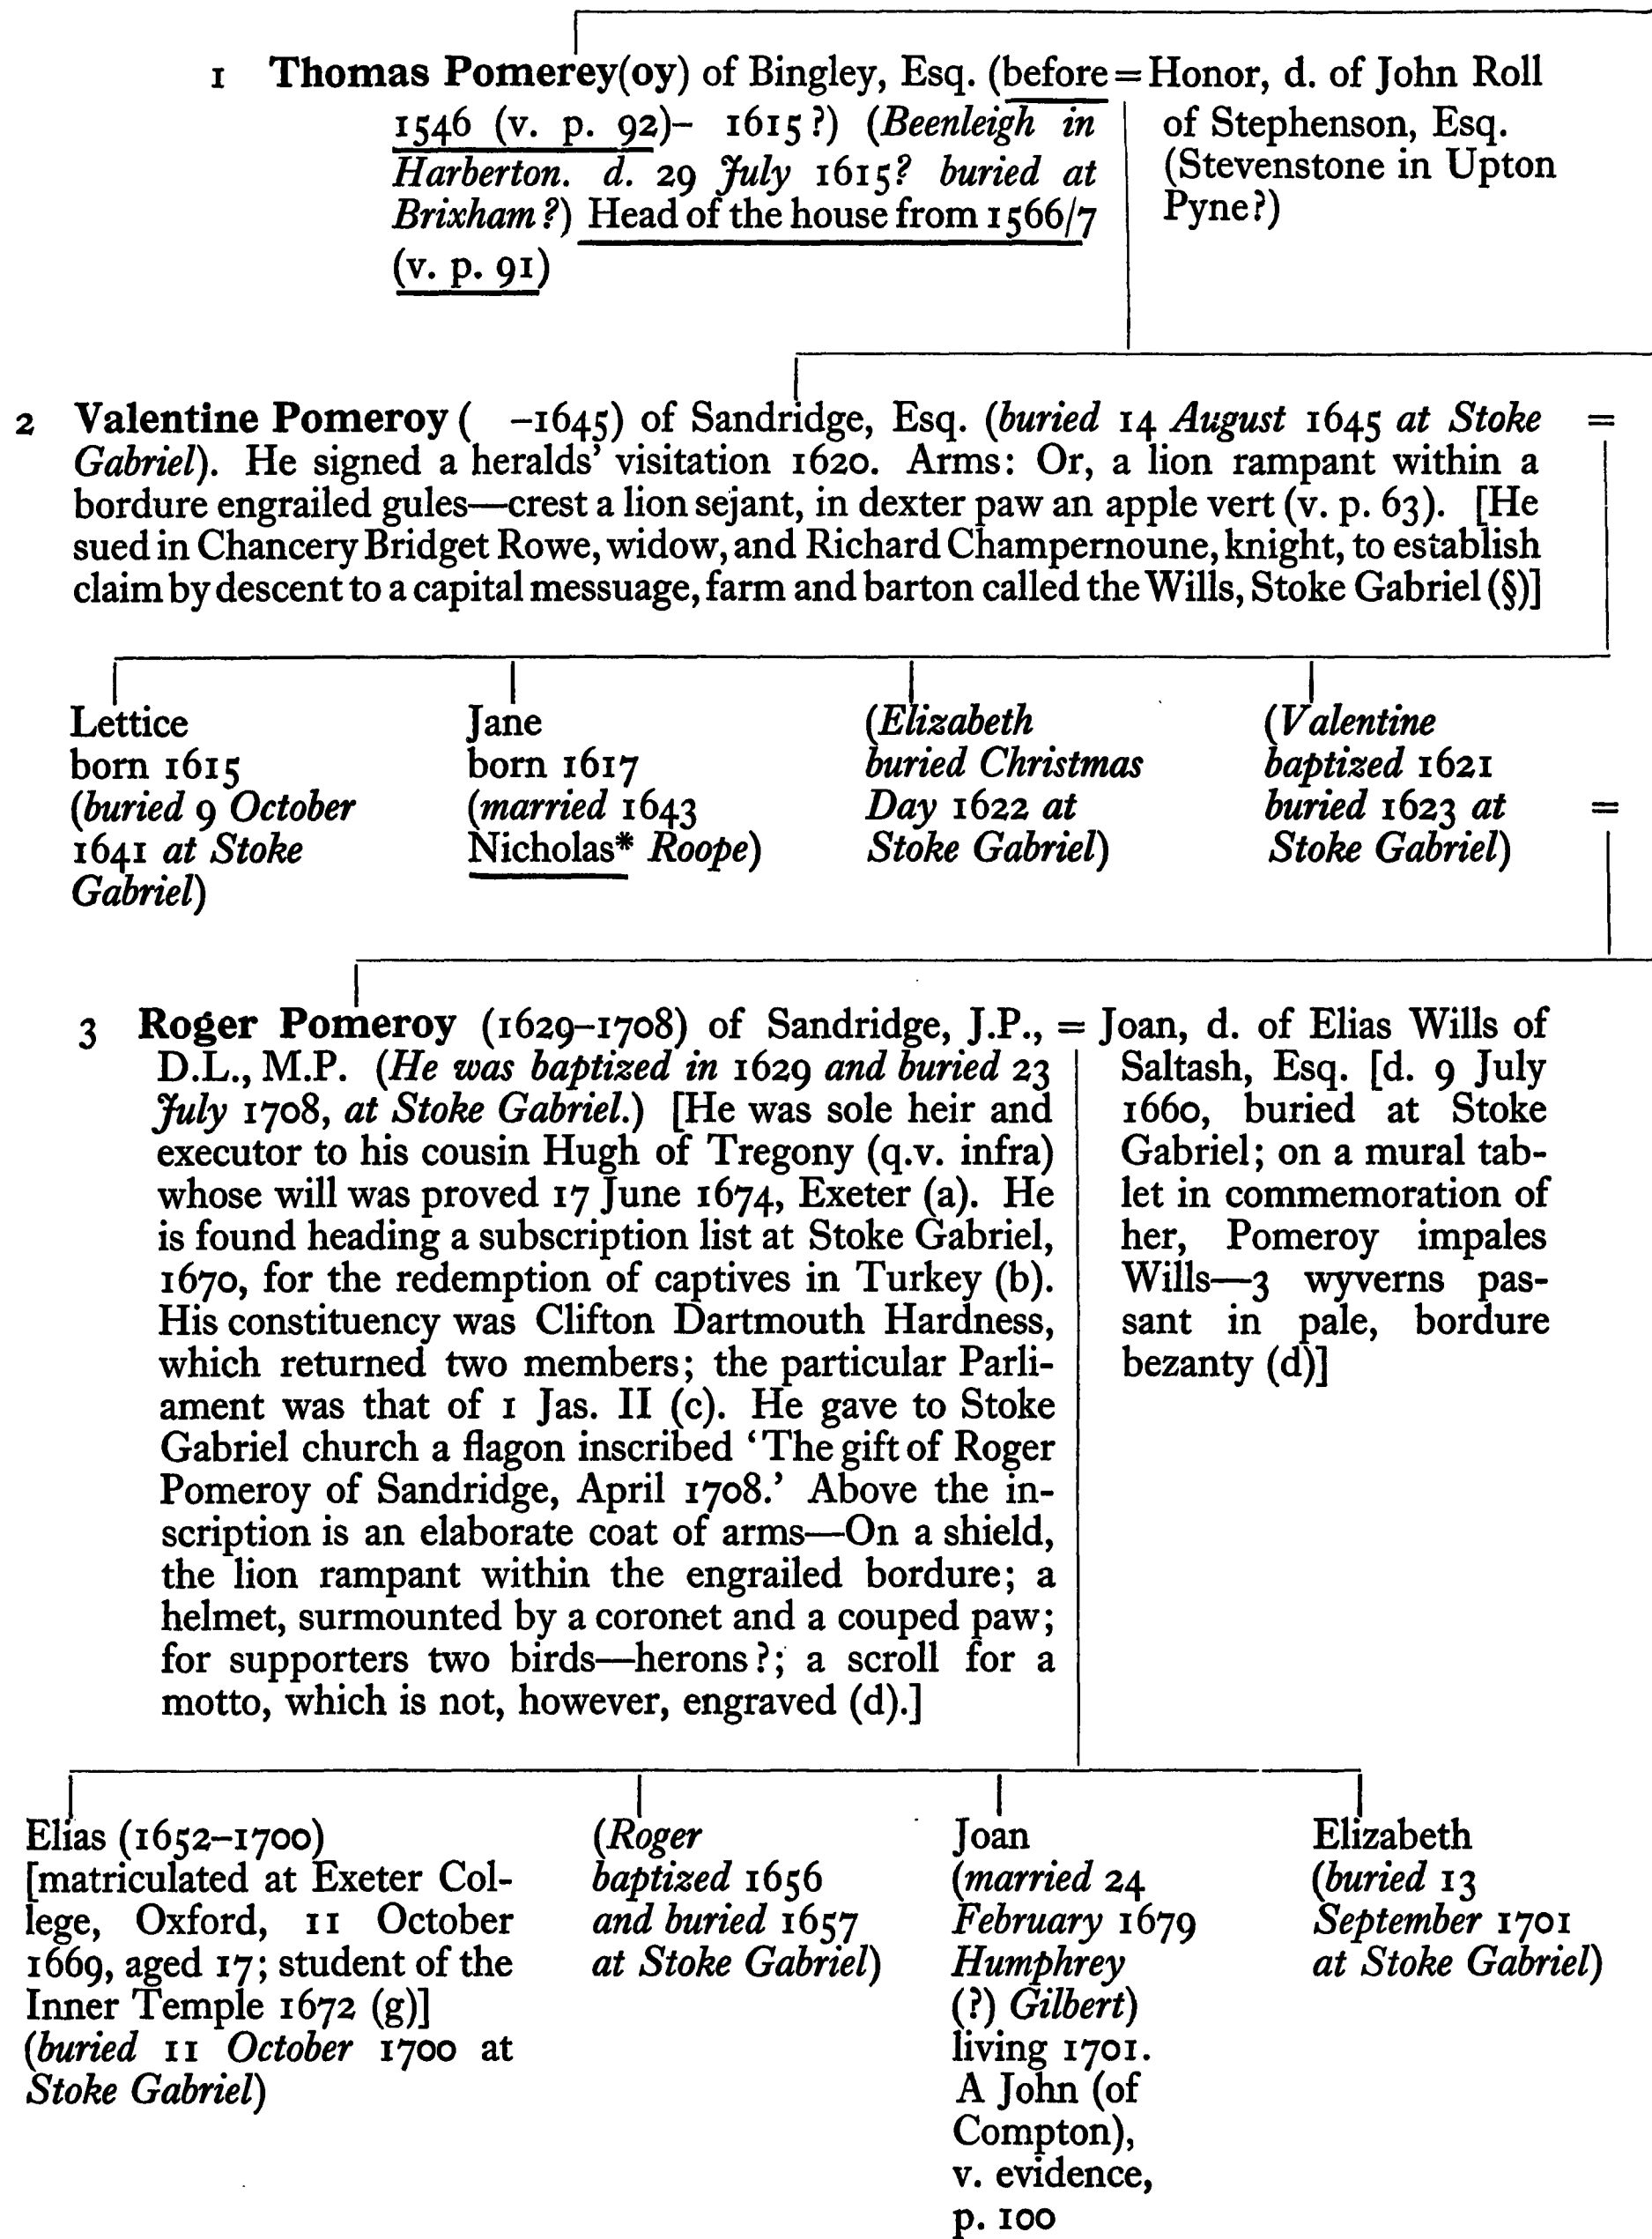 1 Thomas Pomerey(oy) of Bingley, Esq. (before = Honor, d. of John Roll
1546 (v. p. 92)– 1615?) (Beenleigh in
Harberton. d. 29 July 1615? buried at
Brixham?) Head of the house from 1566/7
(v. p. 91)
of Stephenson, Esq.
(Stevenstone in Upton
Pyne?)
2 Valentine Pomeroy ( –1645) of Sandridge, Esq. (buried 14 August 1645 at Stoke =
Gabriel). He signed a heralds' visitation 1620. Arms: Or, a lion rampant within a
bordure engrailed gules—crest a lion sejant, in dexter paw an apple vert (v. p. 63). [He
sued in Chancery Bridget Rowe, widow, and Richard Champernoune, knight, to establish
claim by descent to a capital messuage, farm and barton called the Wills, Stoke Gabriel (§)]
Lettice
born 1615
(buried 9 October
1641 at Stoke
Gabriel)
Jane
born 1617
(married 1643
Nicholas* Roope)
(Elizabeth
buried Christmas
Day 1622 at
Stoke Gabriel)
(Valentine
baptized 1621
buried 1623 at
Stoke Gabriel)
=
3 Roger Pomeroy (1629–1708) of Sandridge, J.P., = Joan, d. of Elias Wills of
D.L., M.P. (He was baptized in 1629 and buried 23
July 1708, at Stoke Gabriel.) [He was sole heir and
executor to his cousin Hugh of Tregony (q.v. infra)
whose will was proved 17 June 1674, Exeter (a). He
is found heading a subscription list at Stoke Gabriel,
1670, for the redemption of captives in Turkey (b).
His constituency was Clifton Dartmouth Hardness,
which returned two members; the particular Parli-
ament was that of 1 Jas. II (c). He gave to Stoke
Gabriel church a flagon inscribed 'The gift of Roger
Pomeroy of Sandridge, April 1708.' Above the in-
scription is an elaborate coat of arms—On a shield,
the lion rampant within the engrailed bordure; a
helmet, surmounted by a coronet and a couped paw;
for supporters two birds—herons?; a scroll for a
motto, which is not, however, engraved (d).]
Saltash, Esq. [d. 9 July
1660, buried at Stoke
Gabriel; on a mural tab-
let in commemoration of
her, Pomeroy impales
Wills—3 wyverns pas-
sant in pale, bordure
bezanty (d)]
Elias (1652–1700)
[matriculated at Exeter Col-
lege, Oxford, 11 October
1669, aged 17; student of the
Inner Temple 1672 (g)]
(buried 11 October 1700 at
Stoke Gabriel)
(Roger
baptized 1656
and buried 1657
at Stoke Gabriel)
Joan
(married 24
February 1679
Humphrey
(?) Gilbert)
living 1701.
A John (of
Compton),
v. evidence,
p. 100
Elizabeth
(buried 13
September 1701
at Stoke Gabriel)